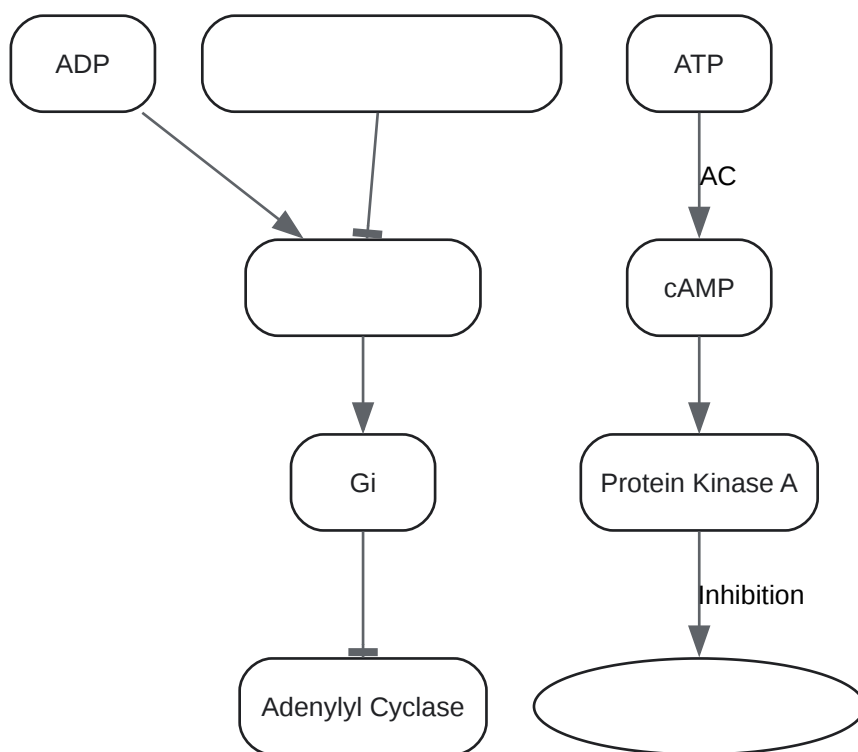 ADP
ATP
AC
cAMP
Gi
Protein Kinase A
Inhibition
Adenylyl Cyclase